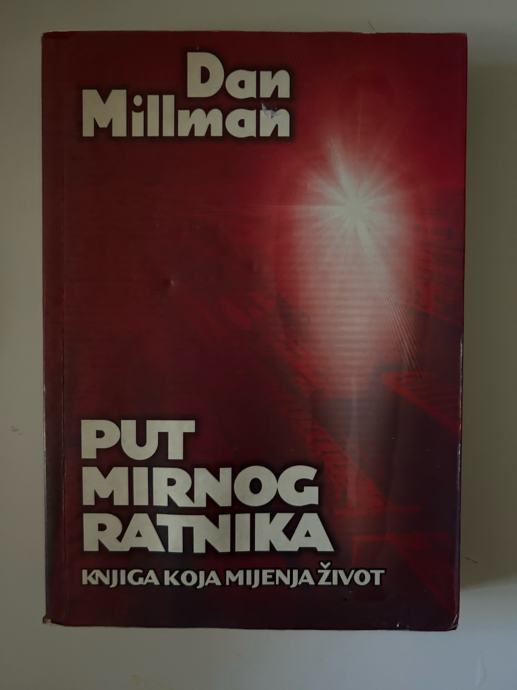 Dan
Millman
PUT
MIRNOG
RATNIKA
KNJIGA KOJA MIJENJA ŽIVOT